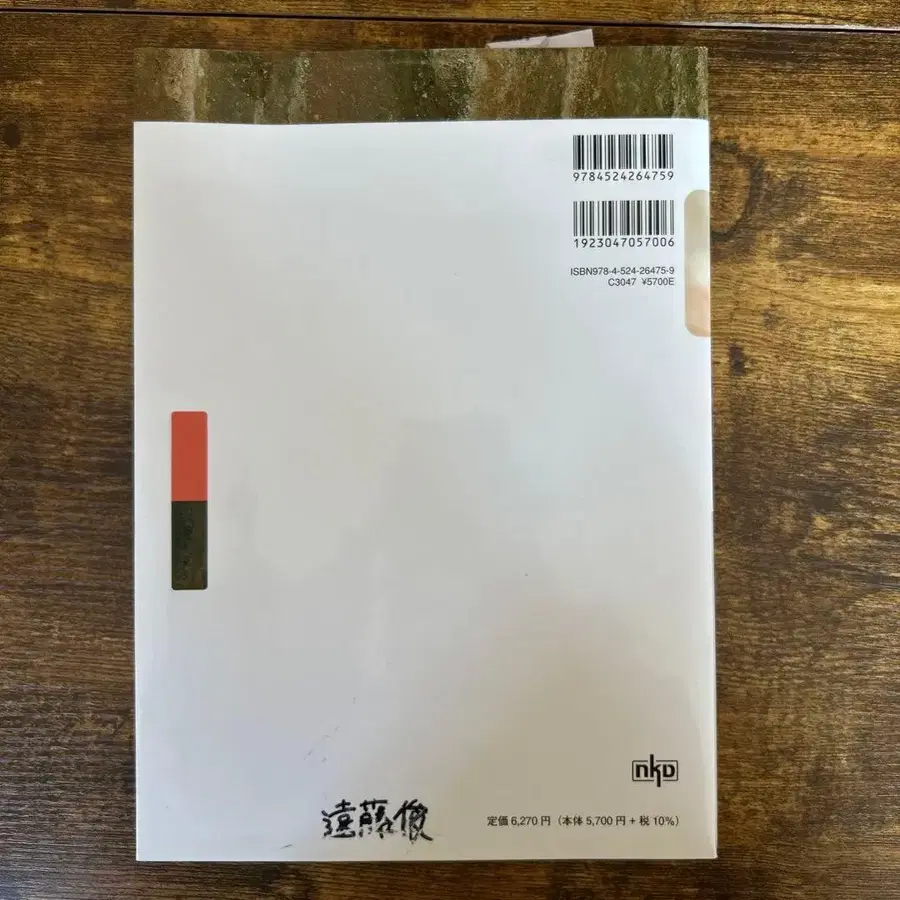 9784524264759
1923047057006
ISBN978-4-524-26475-9
C3047 ¥5700E
nkD
遠藤俊
定価 6,270 円（本体 5,700 円 + 税 10%）